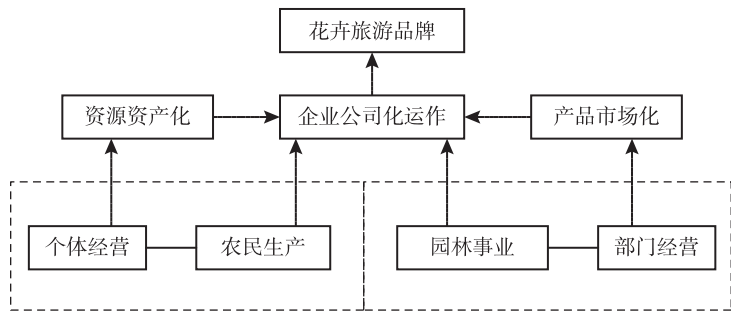 花卉旅游品牌
资源资产化
企业公司化运作
产品市场化
个体经营
农民生产
园林事业
部门经营